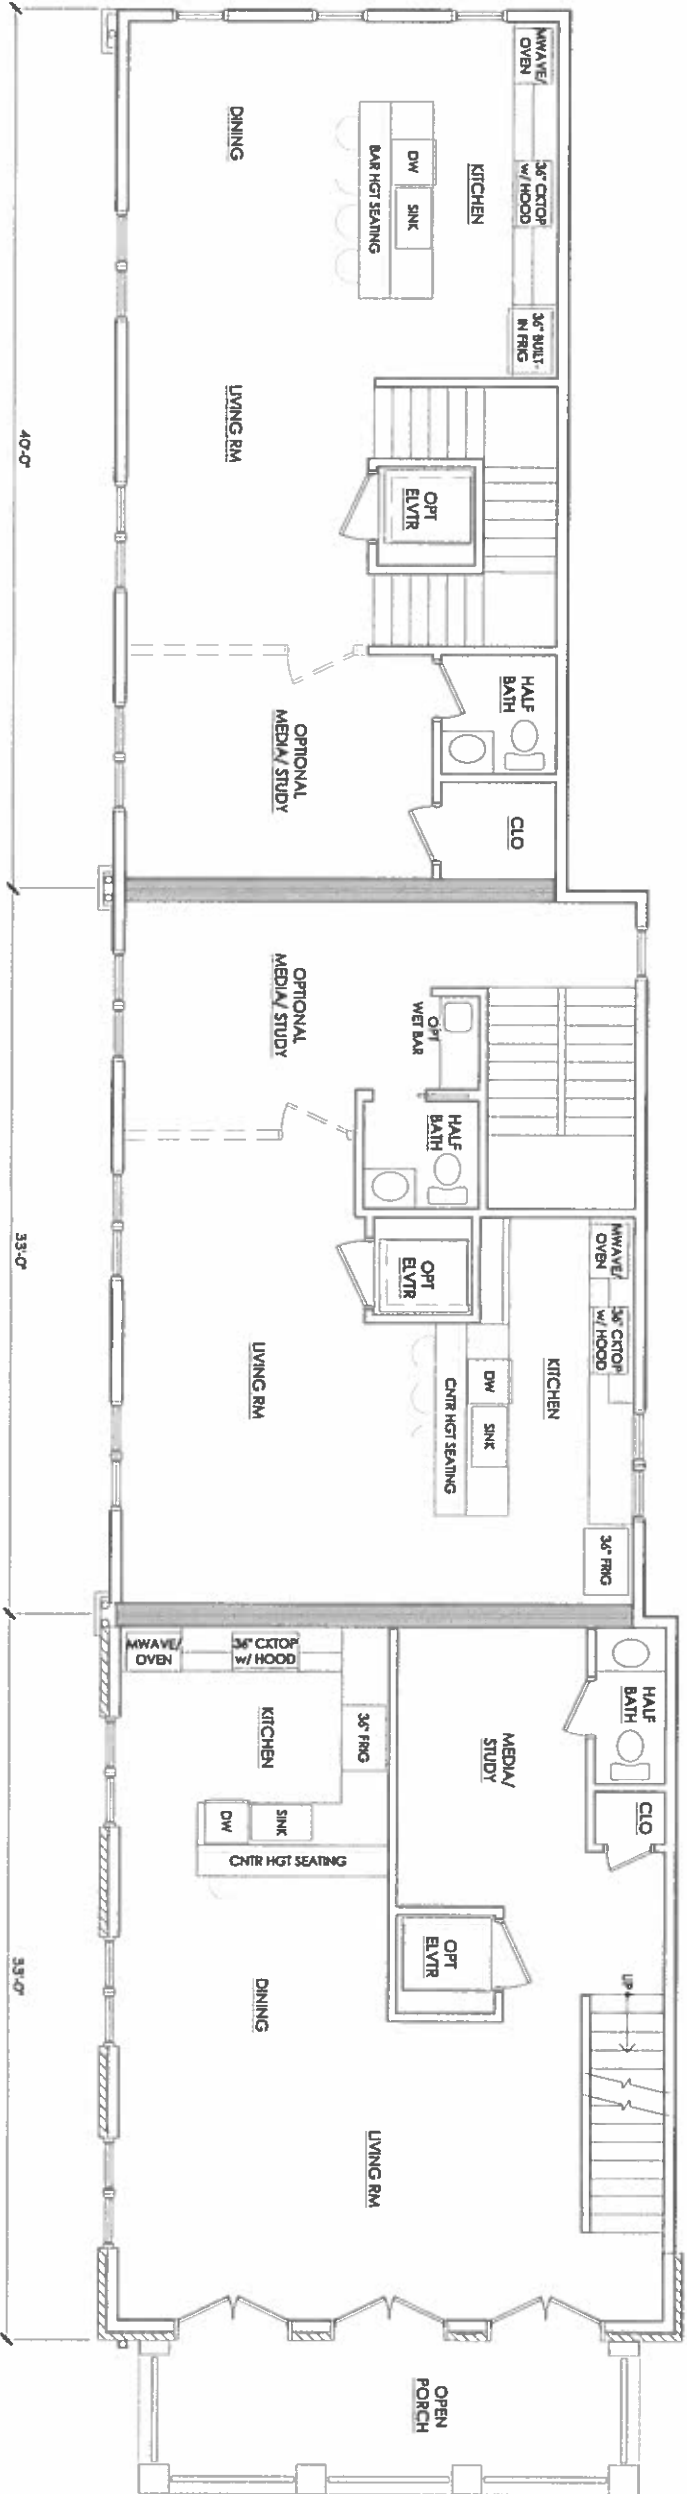 MWAVE/
OVEN
36" CKTOP
w/ HOOD
36" BUILT-
IN FRIG
KITCHEN
DW
SINK
BAR HGT SEATING
DINING
LIVING RM
OPT
ELVTR
HALF
BATH
CLO
OPTIONAL
MEDIA/ STUDY
40'-0"
OPTIONAL
MEDIA/ STUDY
OPT
WET BAR
HALF
BATH
OPT
ELVTR
MWAVE/
OVEN
36" CKTOP
w/ HOOD
KITCHEN
DW
SINK
CNTR HGT SEATING
LIVING RM
36" FRIG
33'-0"
MWAVE/
OVEN
36" CKTOP
w/ HOOD
KITCHEN
36" FRIG
DW
SINK
CNTR HGT SEATING
MEDIA/
STUDY
HALF
BATH
CLO
OPT
ELVTR
UP
DINING
LIVING RM
33'-0"
OPEN
PORCH